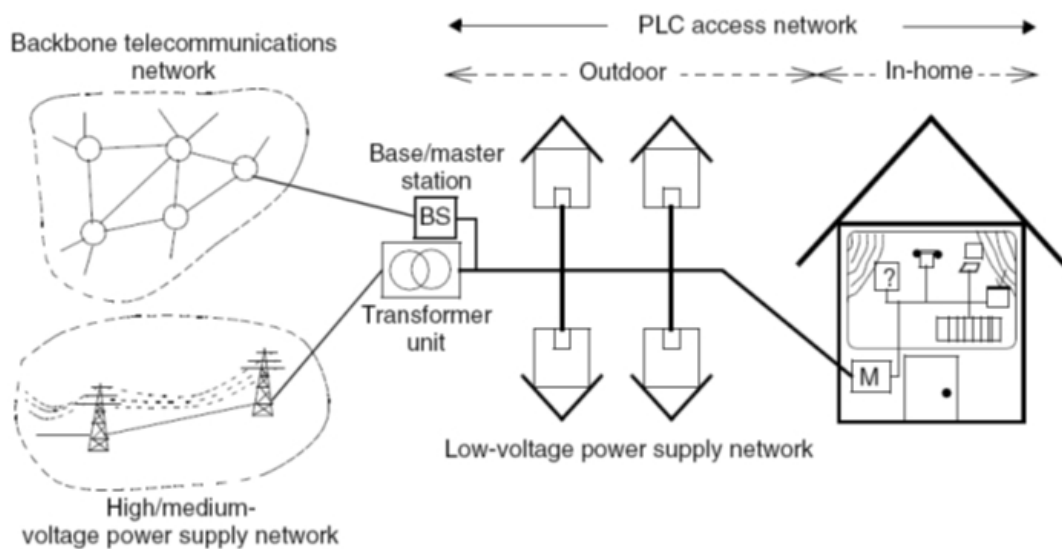 Backbone telecommunications
network
PLC access network
Outdoor
In-home
Base/master
station
BS
Transformer
unit
?
M
Low-voltage power supply network
High/medium-
voltage power supply network